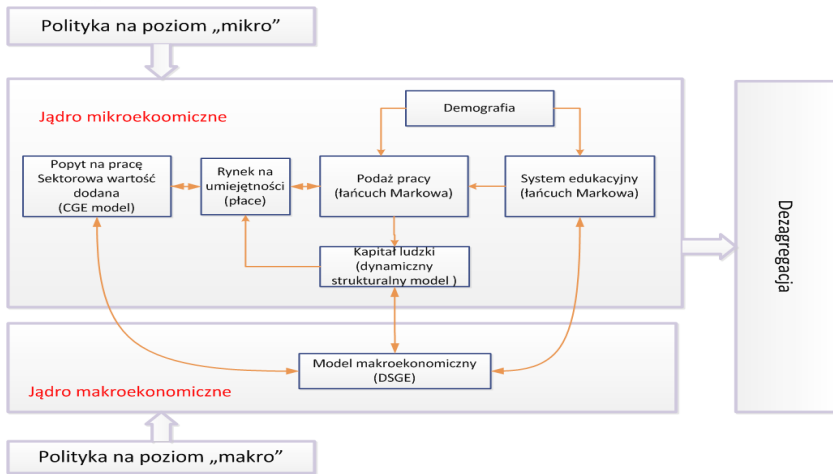 Polityka na poziom „mikro”
Jądro mikroekoomiczne
Demografia
Popyt na pracę
Sektorowa wartość
dodana
(CGE model)
Rynek na
umiejętności
(płace)
Podaż pracy
(łańcuch Markowa)
System edukacyjny
(łańcuch Markowa)
Kapitał ludzki
(dynamiczny
strukturalny model )
Dezagregacja
Model makroekonomiczny
(DSGE)
Jądro makroekonomiczne
Polityka na poziom „makro”